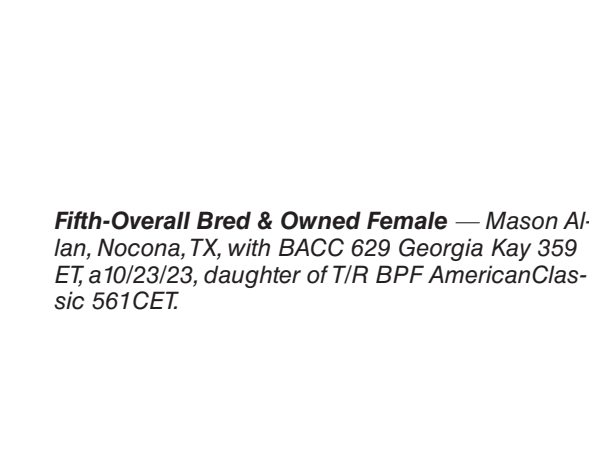 Fifth-Overall Bred & Owned Female — Mason Al-
lan, Nocona, TX, with BACC 629 Georgia Kay 359
ET, a 10/23/23, daughter of T/R BPF AmericanClas-
sic 561CET.